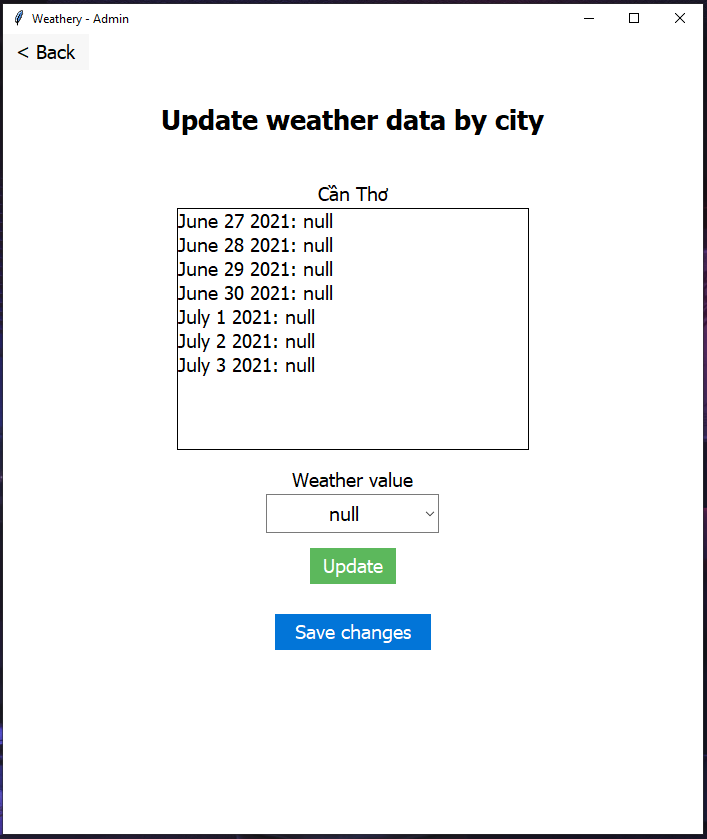 Weathery - Admin
< Back
Update weather data by city
Cần Thơ
June 27 2021: null
June 28 2021: null
June 29 2021: null
June 30 2021: null
July 1 2021: null
July 2 2021: null
July 3 2021: null
Weather value
null
Update
Save changes